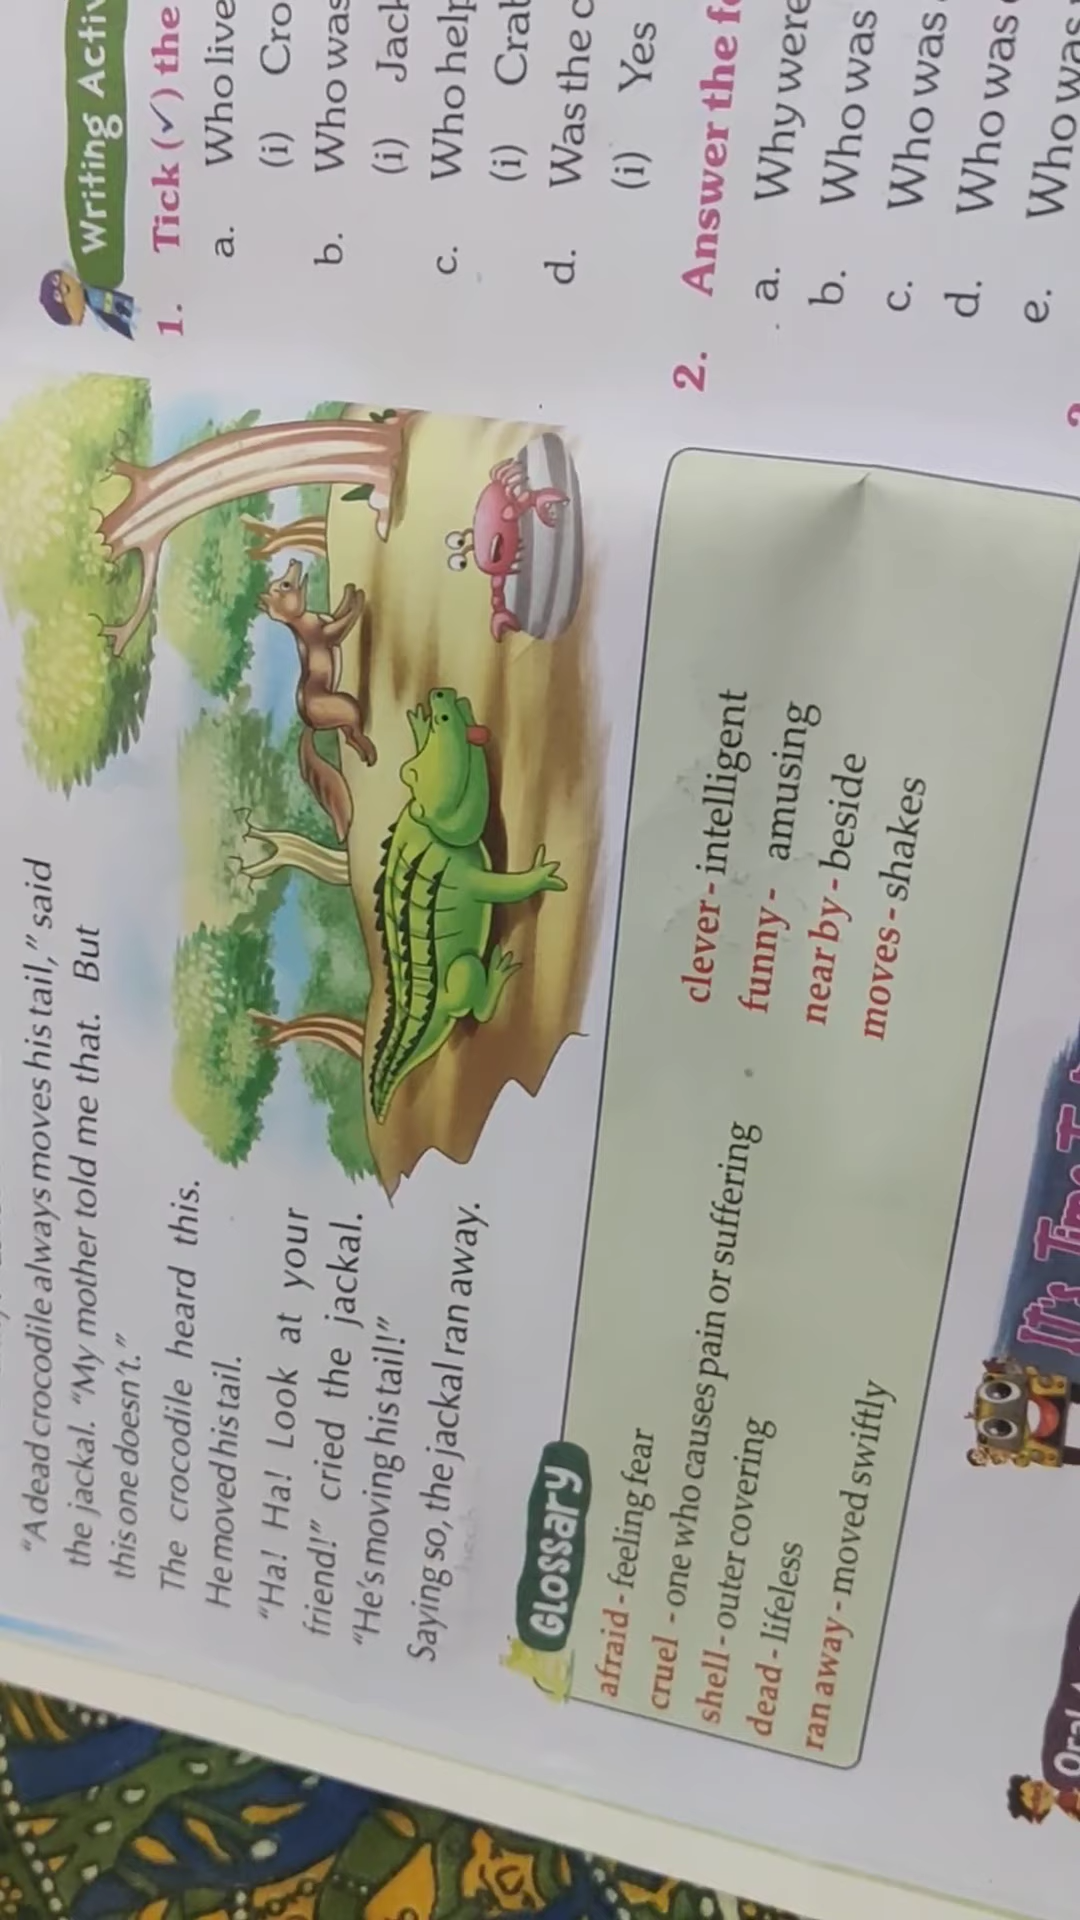 "A dead crocodile always moves his tail," said
the jackal. "My mother told me that. But
this one doesn't."
The crocodile heard this.
He moved his tail.
"Ha! Ha! Look at your
friend!" cried the jackal.
"He's moving his tail!"
Saying so, the jackal ran away.
Glossary
afraid - feeling fear
cruel - one who causes pain or suffering
shell - outer covering
dead - lifeless
ran away - moved swiftly
clever - intelligent
funny - amusing
near by - beside
moves - shakes
It's Time T
Oral
Writing Activ
1. Tick (✓) the
a. Who live
(i) Cro
b. Who was
(i) Jack
c. Who help
(i) Crab
d. Was the c
(i) Yes
2. Answer the f
a. Why were
b. Who was
c. Who was
d. Who was
e. Who was